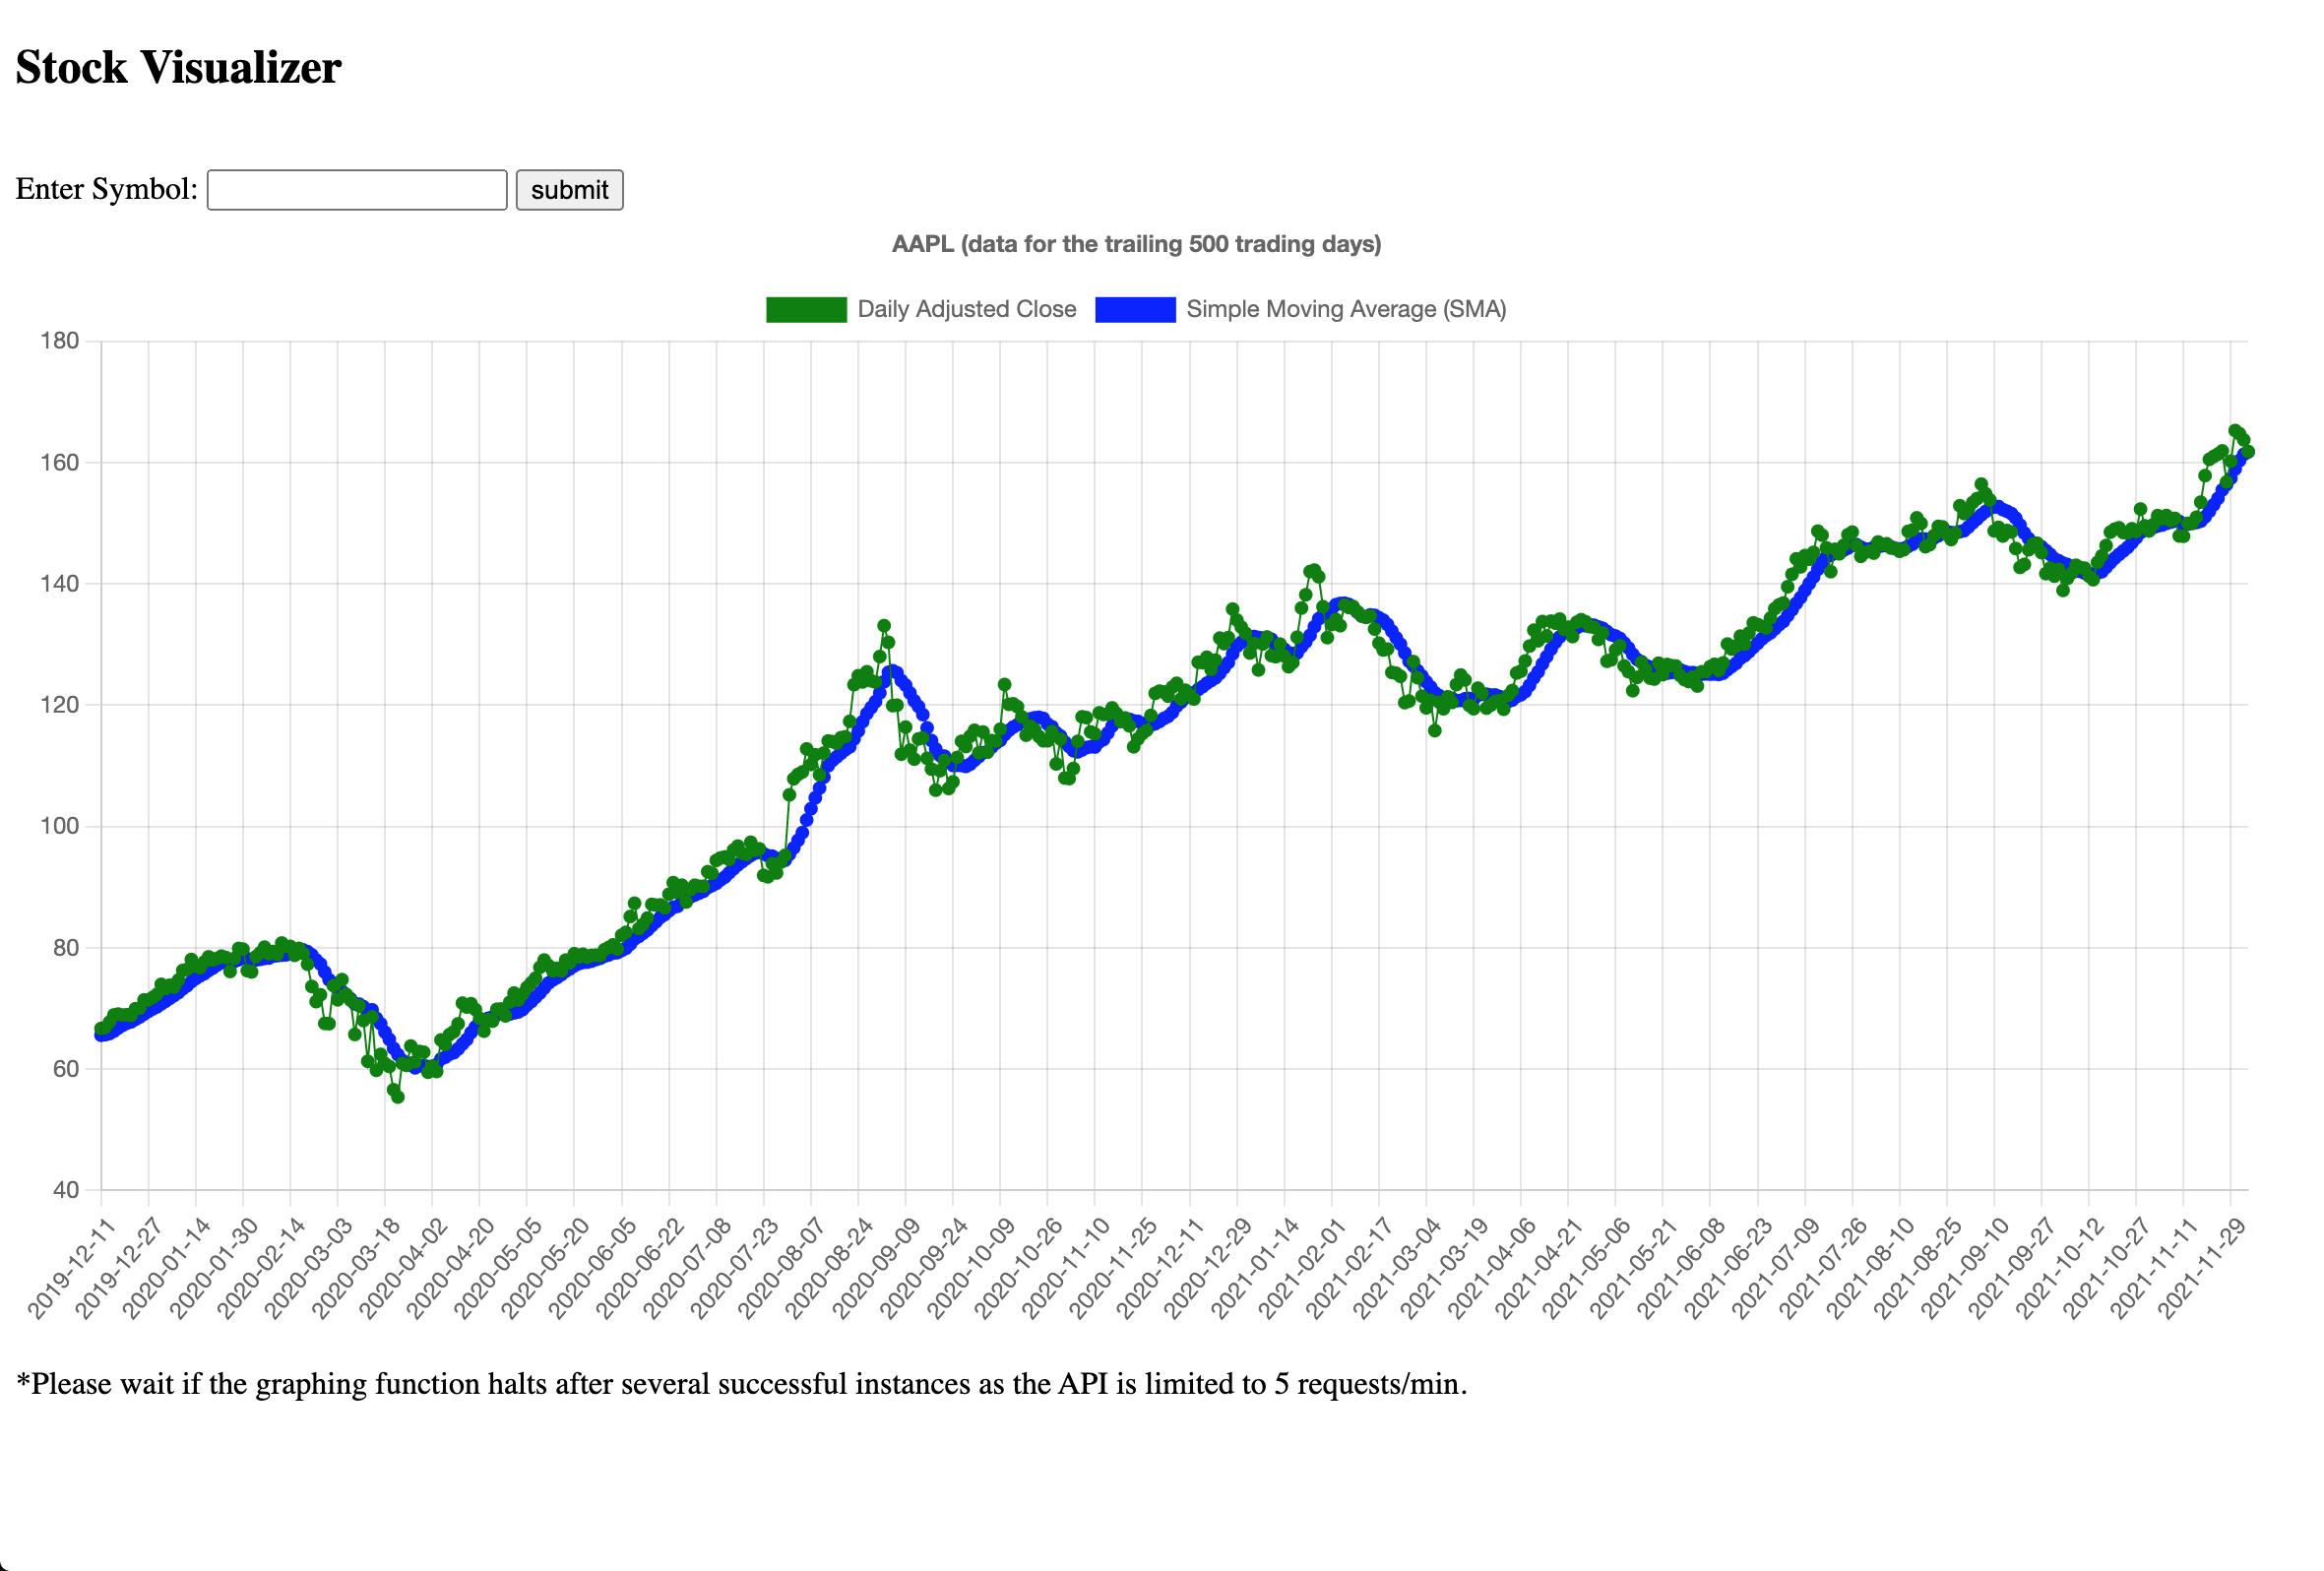 Stock Visualizer
Enter Symbol: submit
AAPL (data for the trailing 500 trading days)
Daily Adjusted Close Simple Moving Average (SMA)
180
160
140
120
100
80
60
40
2019-12-11 2019-12-27 2020-01-14 2020-01-30 2020-02-14 2020-03-03 2020-03-18 2020-04-02 2020-04-20 2020-05-05 2020-05-20 2020-06-05 2020-06-22 2020-07-08 2020-07-23 2020-08-07 2020-08-24 2020-09-09 2020-09-24 2020-10-09 2020-10-26 2020-11-10 2020-11-25 2020-12-11 2020-12-29 2021-01-14 2021-02-01 2021-02-17 2021-03-04 2021-03-19 2021-04-06 2021-04-21 2021-05-06 2021-05-21 2021-06-08 2021-06-23 2021-07-09 2021-07-26 2021-08-10 2021-08-25 2021-09-10 2021-09-27 2021-10-12 2021-10-27 2021-11-11 2021-11-29
*Please wait if the graphing function halts after several successful instances as the API is limited to 5 requests/min.